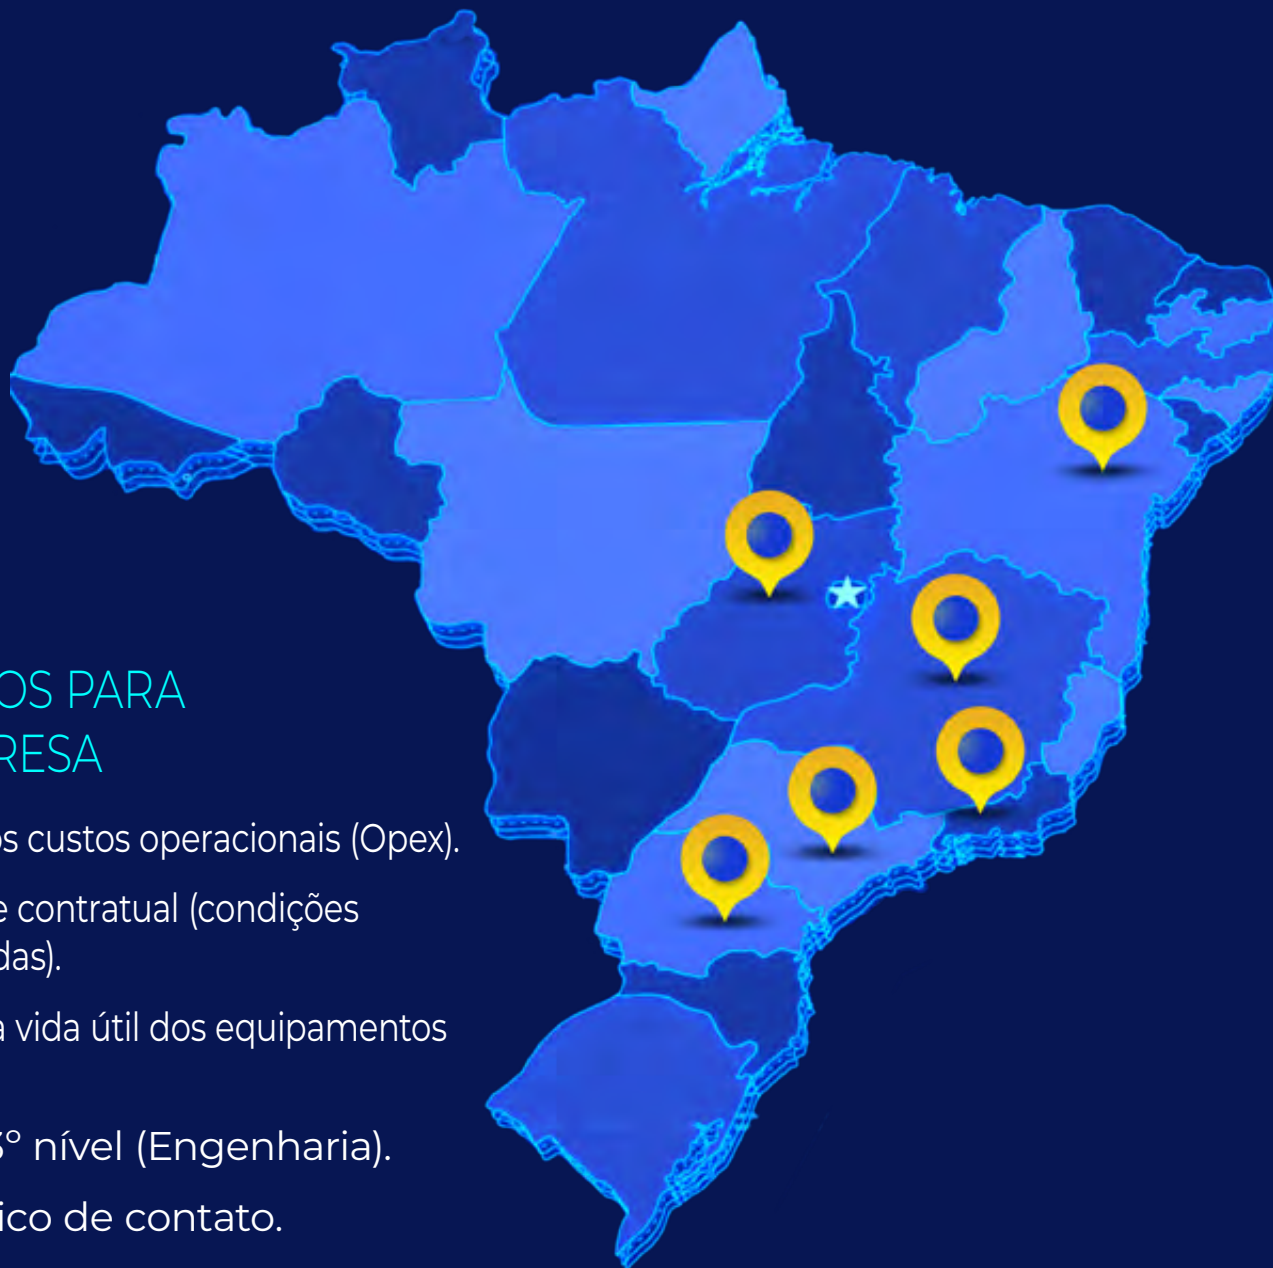 OS PARA
RESA
os custos operacionais (Opex).
e contratual (condições
das).
a vida útil dos equipamentos
3º nível (Engenharia).
ico de contato.